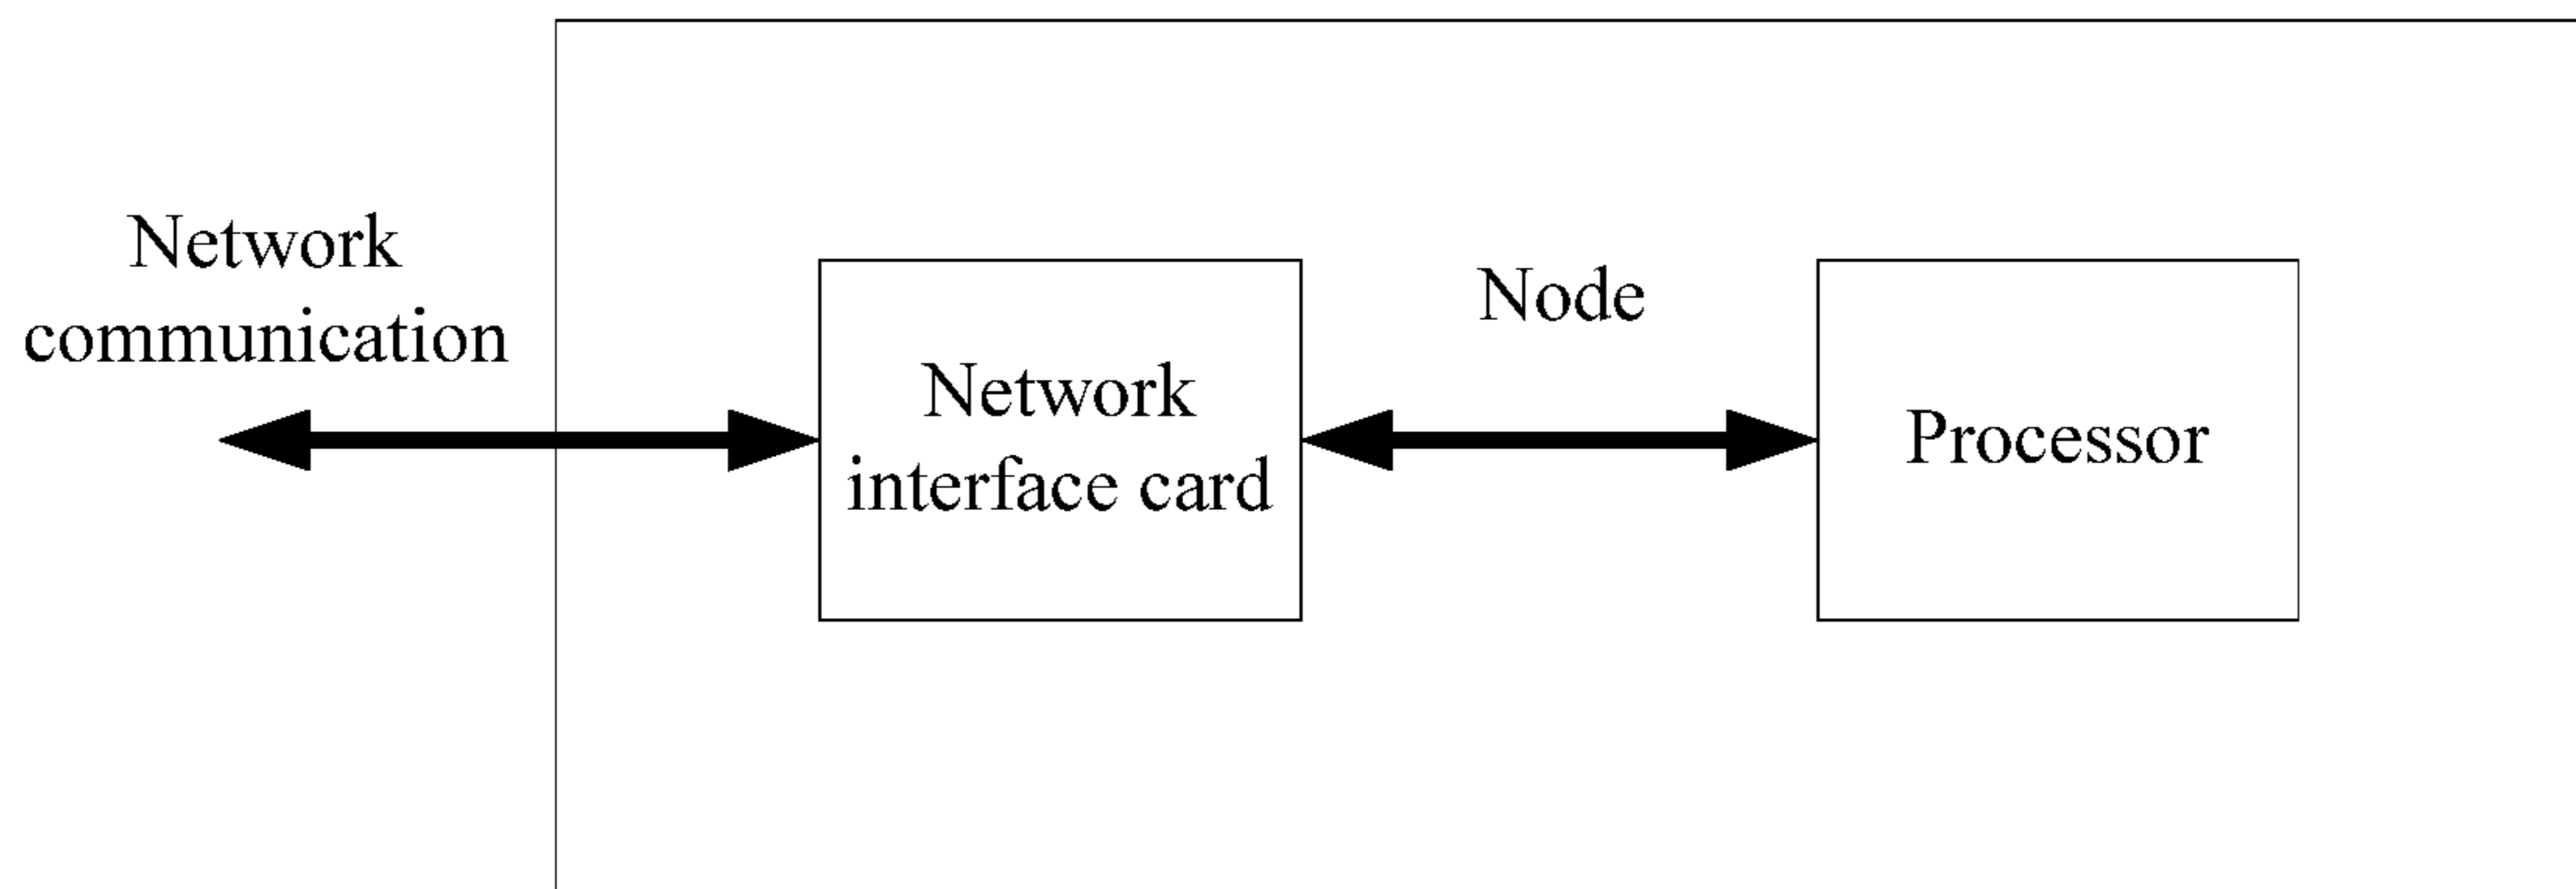 Network
communication
Network
interface card
Node
Processor